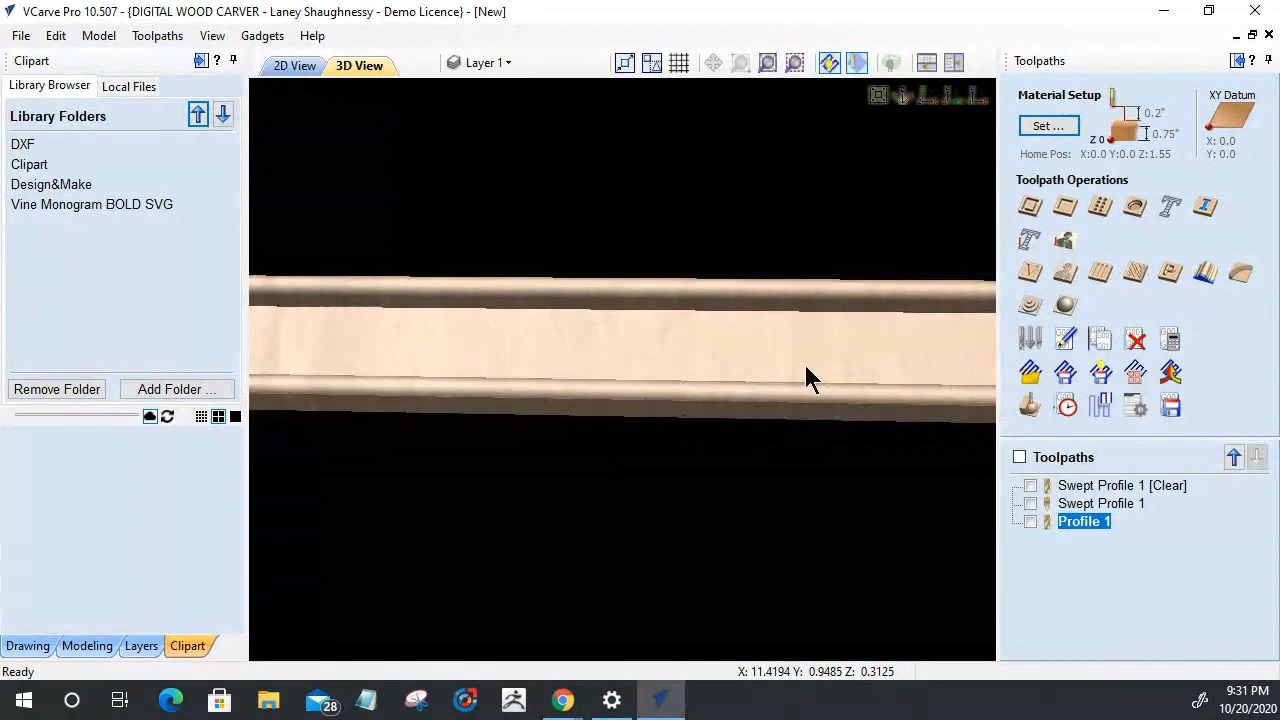 VCarve Pro 10.507 - {DIGITAL WOOD CARVER - Laney Shaughnessy - Demo Licence} - [New]
File Edit Model Toolpaths View Gadgets Help
Clipart
Library Browser Local Files
Library Folders
DXF
Clipart
Design&Make
Vine Monogram BOLD SVG
Remove Folder Add Folder ...
Drawing Modeling Layers Clipart
2D View 3D View Layer 1
Toolpaths
Material Setup
Set ...
0.2"
Z 0 0.75"
XY Datum
X: 0.0
Y: 0.0
Home Pos: X:0.0 Y:0.0 Z:1.55
Toolpath Operations
Toolpaths
Swept Profile 1 [Clear]
Swept Profile 1
Profile 1
Ready X: 11.4194 Y: 0.9485 Z: 0.3125
28
9:31 PM
10/20/2020